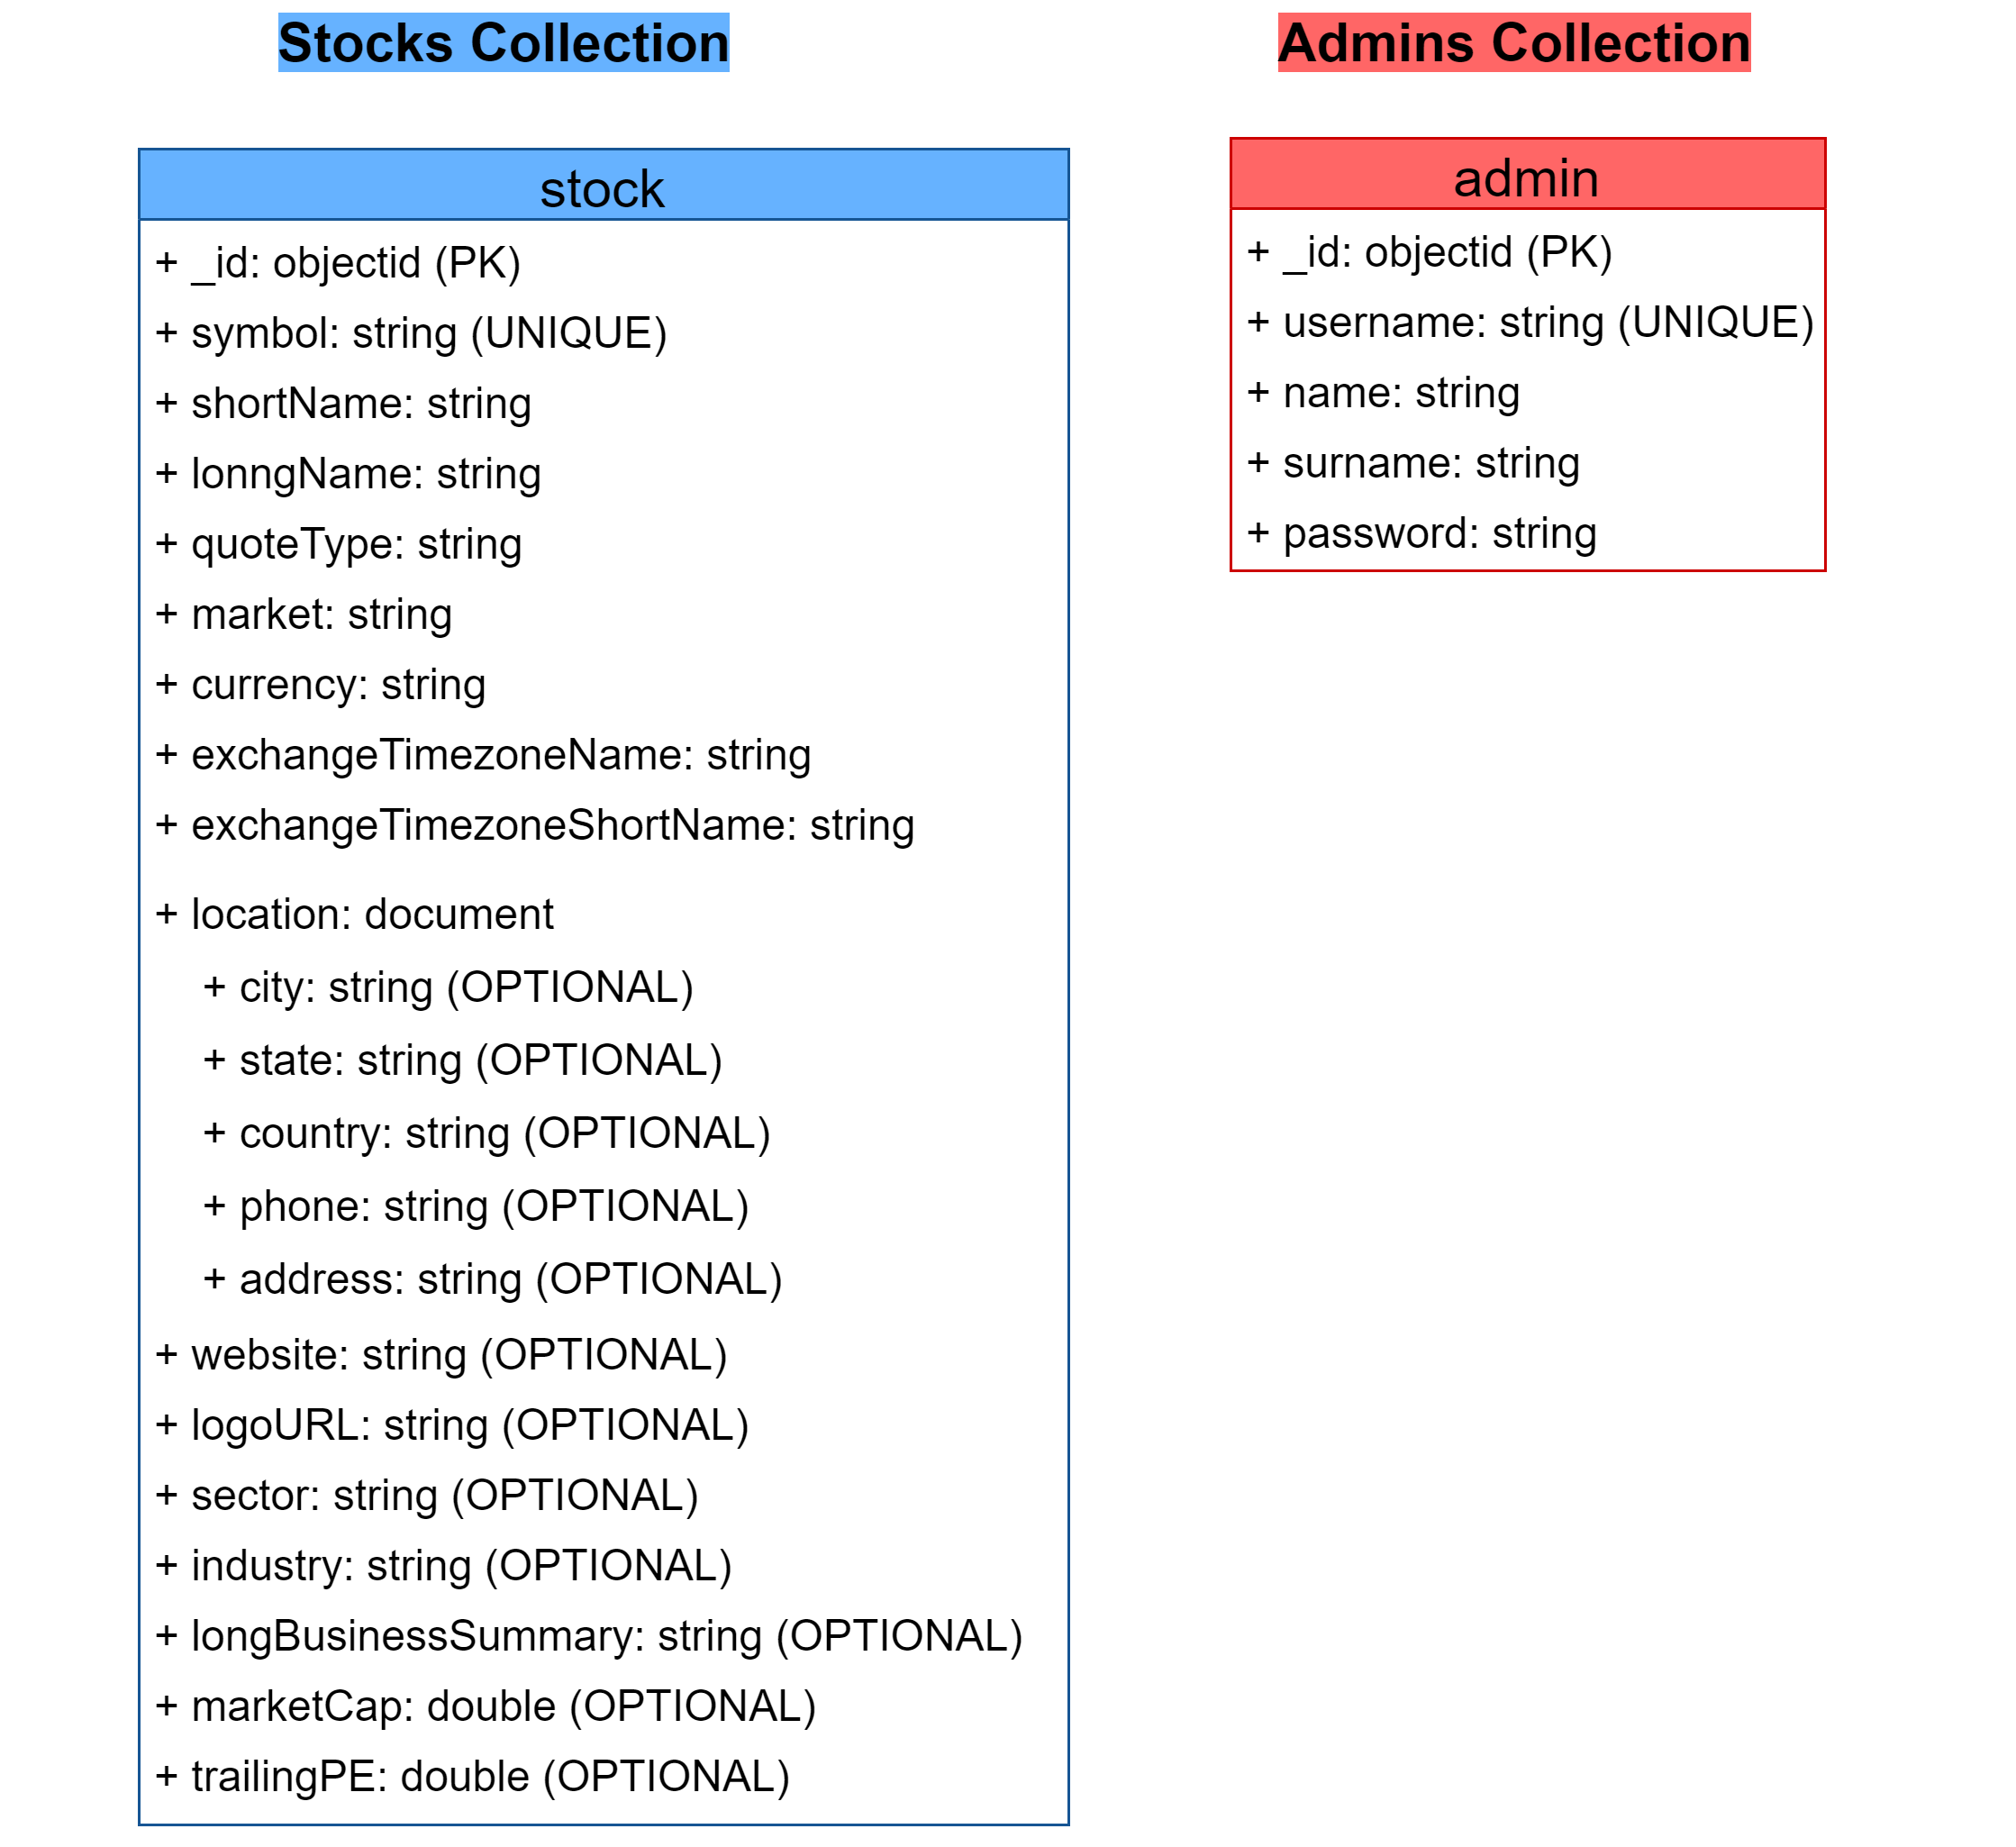 Stocks Collection
stock
+ _id: objectid (PK)
+ symbol: string (UNIQUE)
+ shortName: string
+ lonngName: string
+ quoteType: string
+ market: string
+ currency: string
+ exchangeTimezoneName: string
+ exchangeTimezoneShortName: string
+ location: document
+ city: string (OPTIONAL)
+ state: string (OPTIONAL)
+ country: string (OPTIONAL)
+ phone: string (OPTIONAL)
+ address: string (OPTIONAL)
+ website: string (OPTIONAL)
+ logoURL: string (OPTIONAL)
+ sector: string (OPTIONAL)
+ industry: string (OPTIONAL)
+ longBusinessSummary: string (OPTIONAL)
+ marketCap: double (OPTIONAL)
+ trailingPE: double (OPTIONAL)
Admins Collection
admin
+ _id: objectid (PK)
+ username: string (UNIQUE)
+ name: string
+ surname: string
+ password: string